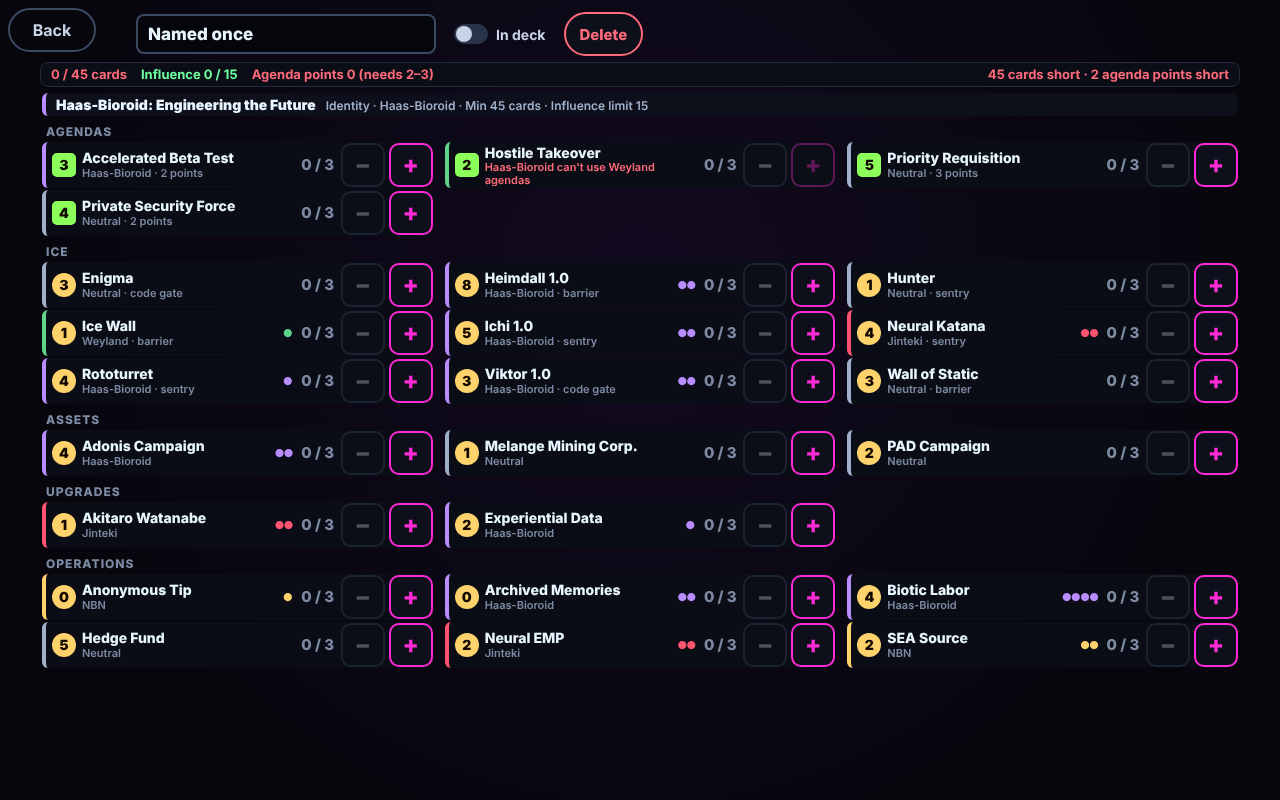 Back
Named once
In deck
Delete
0 / 45 cards Influence 0 / 15 Agenda points 0 (needs 2–3) 45 cards short · 2 agenda points short
Haas-Bioroid: Engineering the Future Identity · Haas-Bioroid · Min 45 cards · Influence limit 15
AGENDAS
3 Accelerated Beta Test 0 / 3 − +
Haas-Bioroid · 2 points
2 Hostile Takeover 0 / 3 − +
Haas-Bioroid can't use Weyland
agendas
5 Priority Requisition 0 / 3 − +
Neutral · 3 points
4 Private Security Force 0 / 3 − +
Neutral · 2 points
ICE
3 Enigma 0 / 3 − +
Neutral · code gate
8 Heimdall 1.0 0 / 3 − +
Haas-Bioroid · barrier
1 Hunter 0 / 3 − +
Neutral · sentry
1 Ice Wall 0 / 3 − +
Weyland · barrier
5 Ichi 1.0 0 / 3 − +
Haas-Bioroid · sentry
4 Neural Katana 0 / 3 − +
Jinteki · sentry
4 Rototurret 0 / 3 − +
Haas-Bioroid · sentry
3 Viktor 1.0 0 / 3 − +
Haas-Bioroid · code gate
3 Wall of Static 0 / 3 − +
Neutral · barrier
ASSETS
4 Adonis Campaign 0 / 3 − +
Haas-Bioroid
1 Melange Mining Corp. 0 / 3 − +
Neutral
2 PAD Campaign 0 / 3 − +
Neutral
UPGRADES
1 Akitaro Watanabe 0 / 3 − +
Jinteki
2 Experiential Data 0 / 3 − +
Haas-Bioroid
OPERATIONS
0 Anonymous Tip 0 / 3 − +
NBN
0 Archived Memories 0 / 3 − +
Haas-Bioroid
4 Biotic Labor 0 / 3 − +
Haas-Bioroid
5 Hedge Fund 0 / 3 − +
Neutral
2 Neural EMP 0 / 3 − +
Jinteki
2 SEA Source 0 / 3 − +
NBN